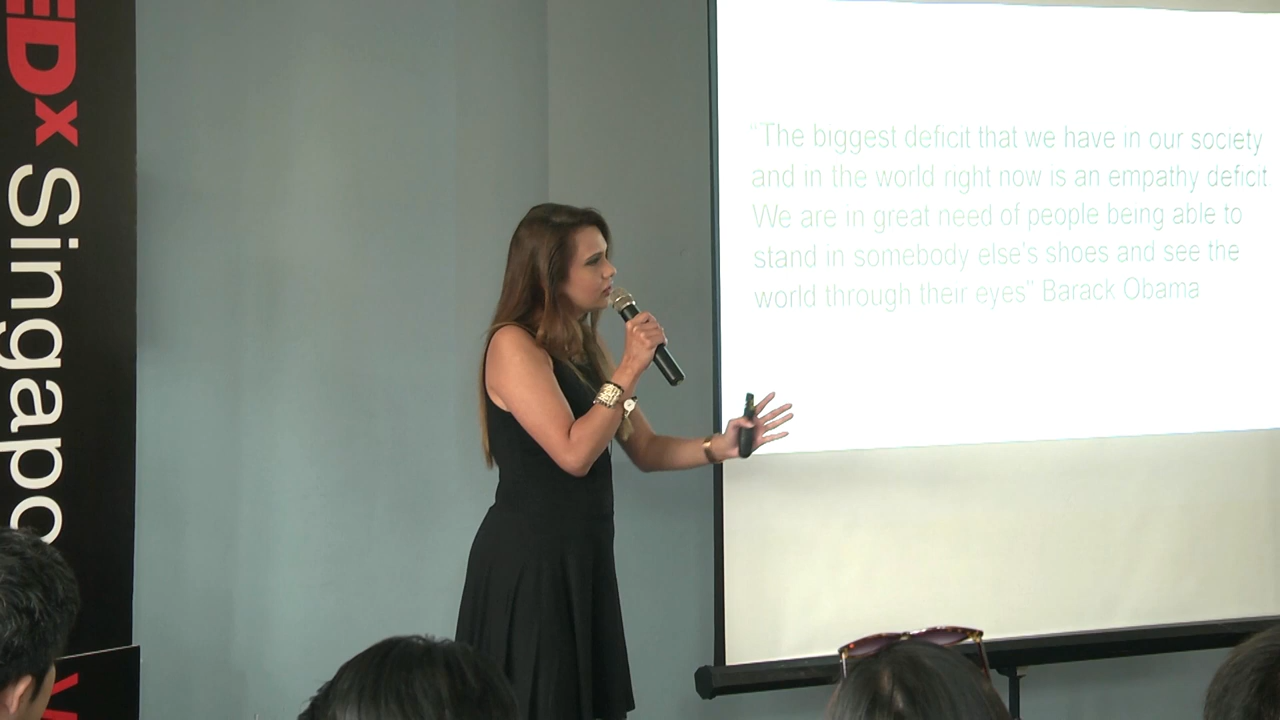 EDx Singapo
"The biggest deficit that we have in our society
and in the world right now is an empathy deficit
We are in great need of people being able to
stand in somebody else's shoes and see the
world through their eyes" Barack Obama